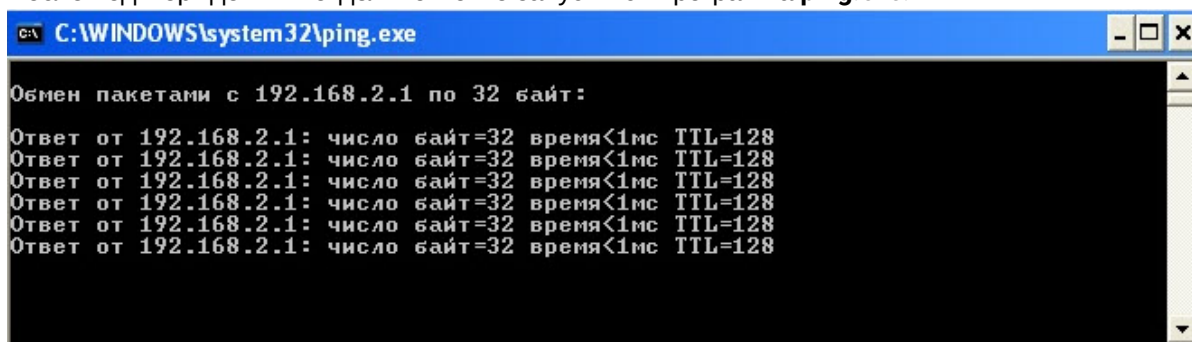 C:\WINDOWS\system32\ping.exe
Обмен пакетами с 192.168.2.1 по 32 байт:
Ответ от 192.168.2.1: число байт=32 время<1мс TTL=128
Ответ от 192.168.2.1: число байт=32 время<1мс TTL=128
Ответ от 192.168.2.1: число байт=32 время<1мс TTL=128
Ответ от 192.168.2.1: число байт=32 время<1мс TTL=128
Ответ от 192.168.2.1: число байт=32 время<1мс TTL=128
Ответ от 192.168.2.1: число байт=32 время<1мс TTL=128